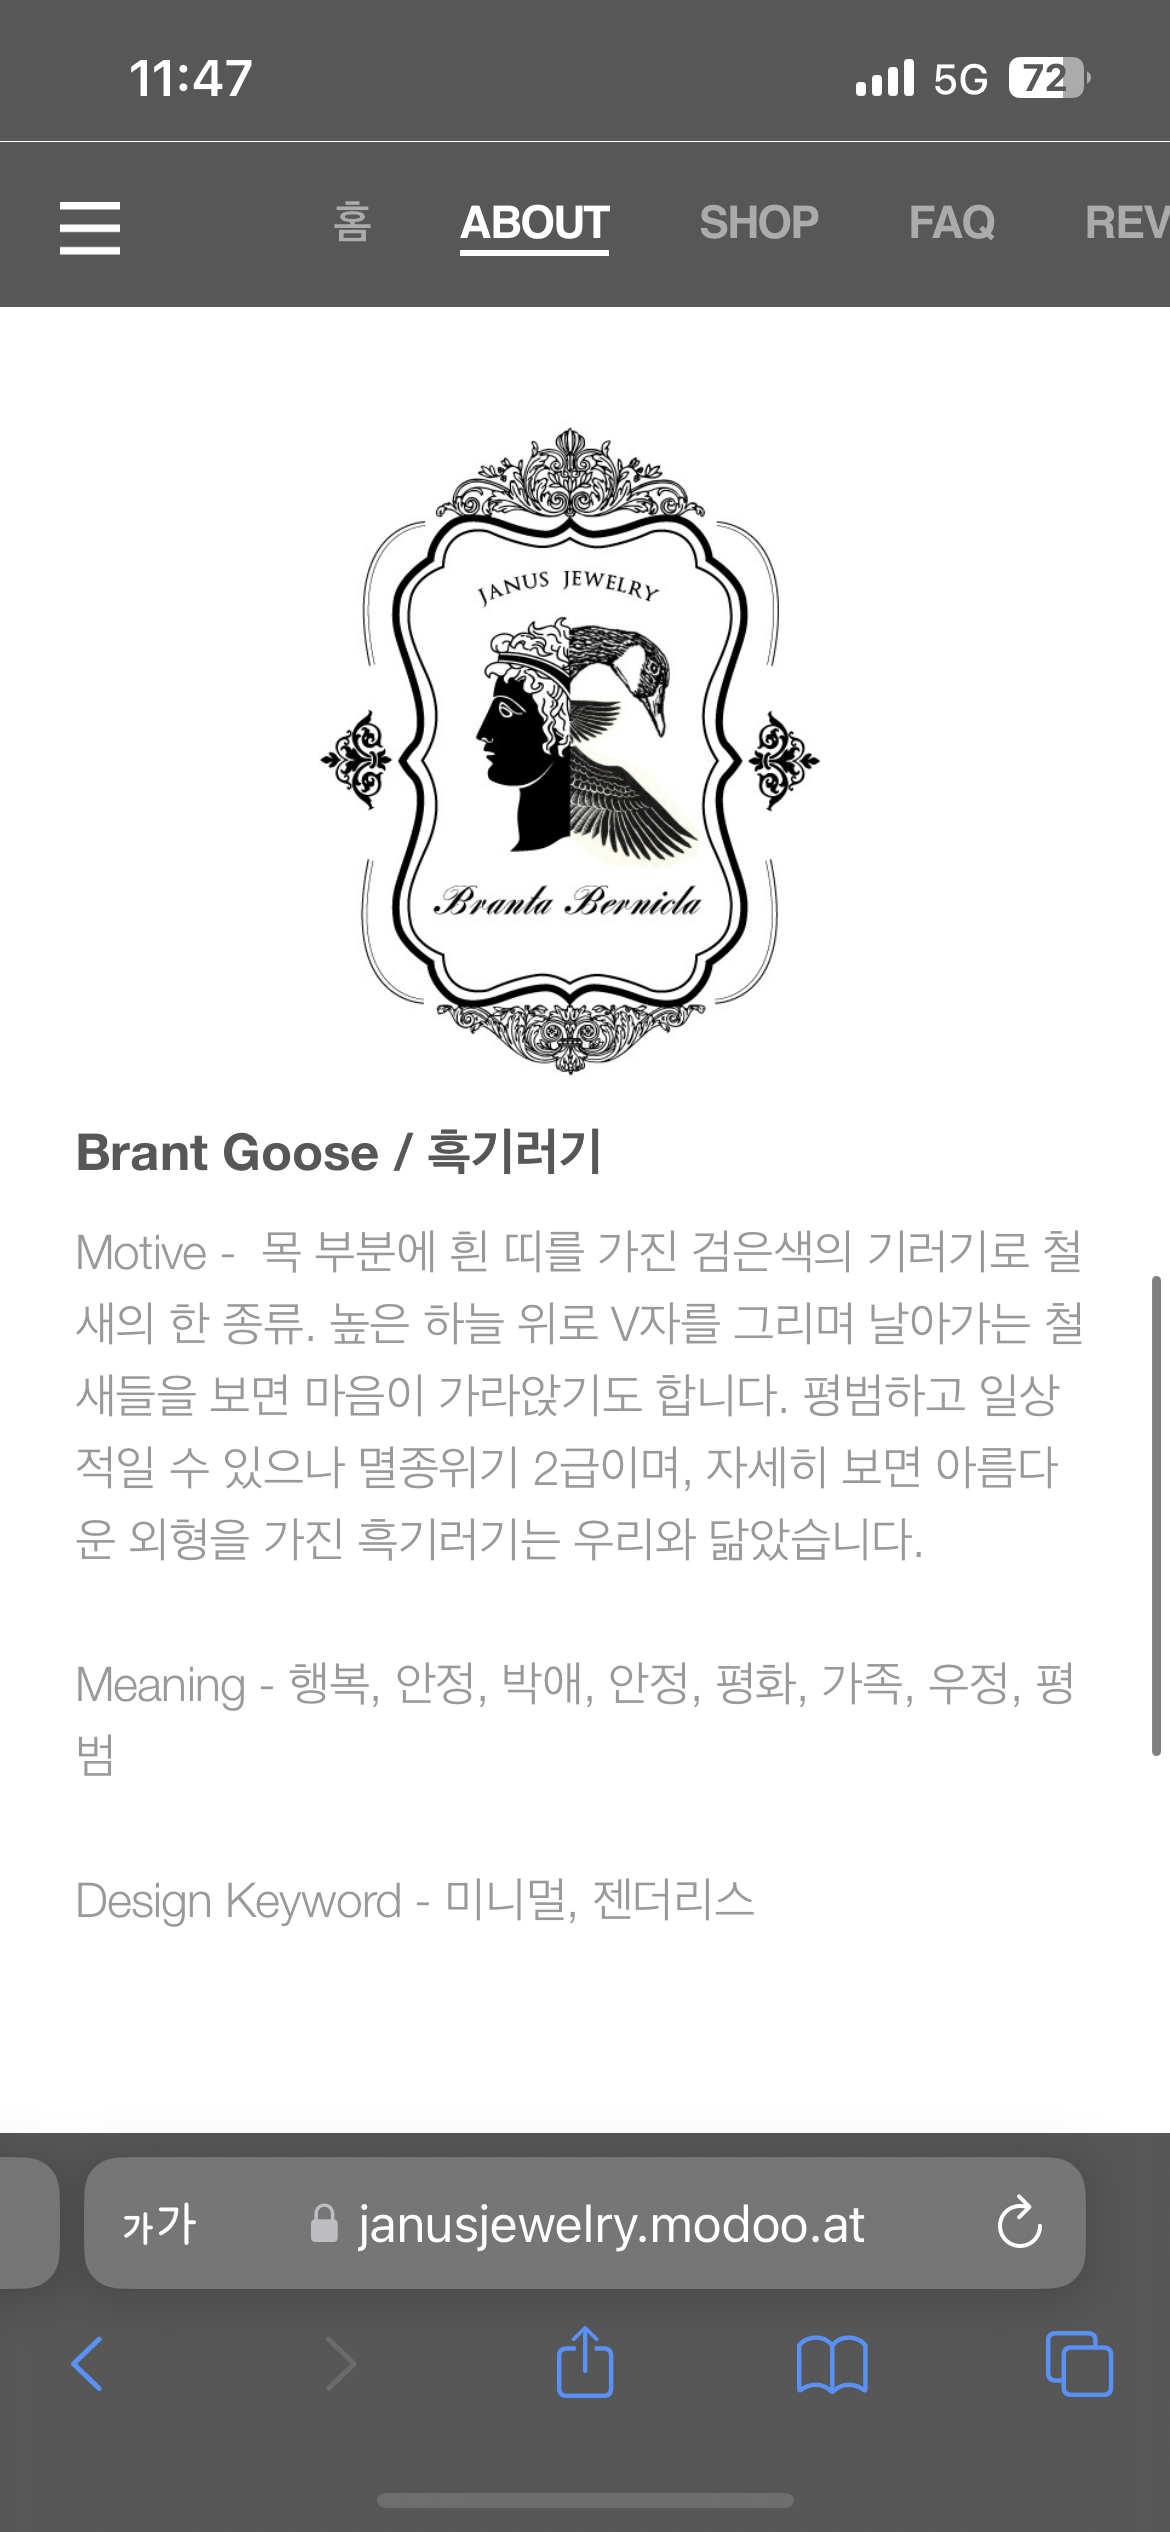 11:47
5G 72
홈 ABOUT SHOP FAQ REV
JANUS JEWELRY
Branta Bernicla
Brant Goose / 흑기러기
Motive - 목 부분에 흰 띠를 가진 검은색의 기러기로 철
새의 한 종류. 높은 하늘 위로 V자를 그리며 날아가는 철
새들을 보면 마음이 가라앉기도 합니다. 평범하고 일상
적일 수 있으나 멸종위기 2급이며, 자세히 보면 아름다
운 외형을 가진 흑기러기는 우리와 닮았습니다.
Meaning - 행복, 안정, 박애, 안정, 평화, 가족, 우정, 평
범
Design Keyword - 미니멀, 젠더리스
가가 janusjewelry.modoo.at